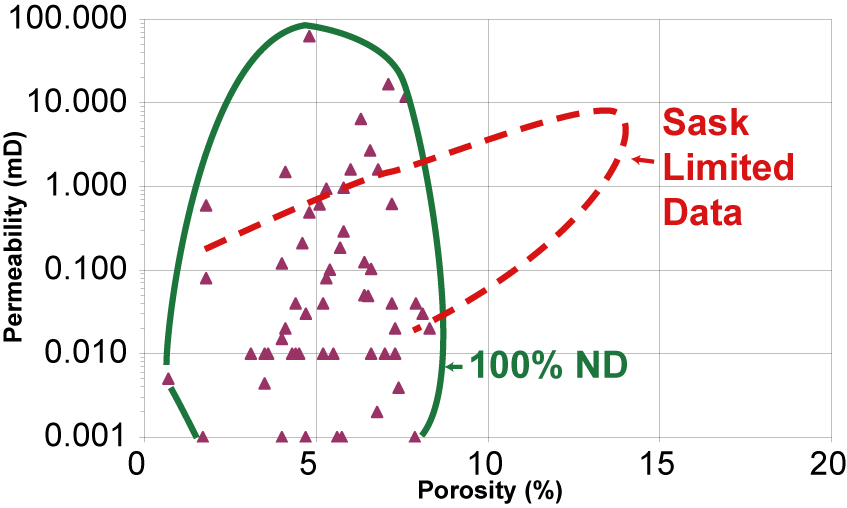 100.000
10.000
1.000
0.100
0.010
0.001
Permeability (mD)
Sask
Limited
Data
100% ND
0 5 10 15 20
Porosity (%)